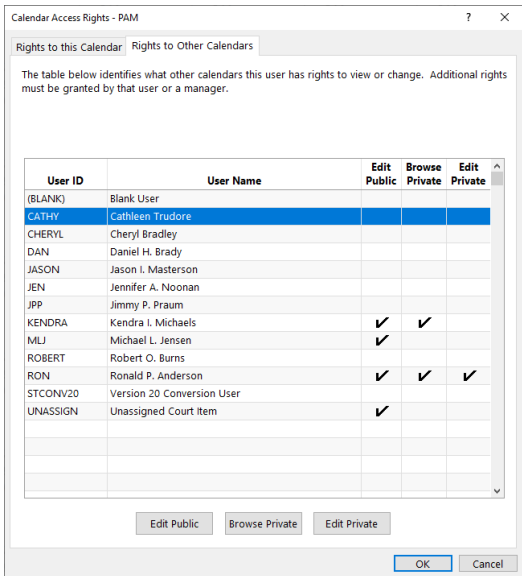 Calendar Access Rights - PAM
Rights to this Calendar Rights to Other Calendars
The table below identifies what other calendars this user has rights to view or change. Additional rights
must be granted by that user or a manager.
User ID User Name Edit Public Browse Private Edit Private
(BLANK) Blank User
CATHY Cathleen Trudore
CHERYL Cheryl Bradley
DAN Daniel H. Brady
JASON Jason I. Masterson
JEN Jennifer A. Noonan
JPP Jimmy P. Praum
KENDRA Kendra I. Michaels ✔ ✔
MLJ Michael L. Jensen ✔
ROBERT Robert O. Burns
RON Ronald P. Anderson ✔ ✔ ✔
STCONV20 Version 20 Conversion User
UNASSIGN Unassigned Court Item ✔
Edit Public Browse Private Edit Private
OK Cancel